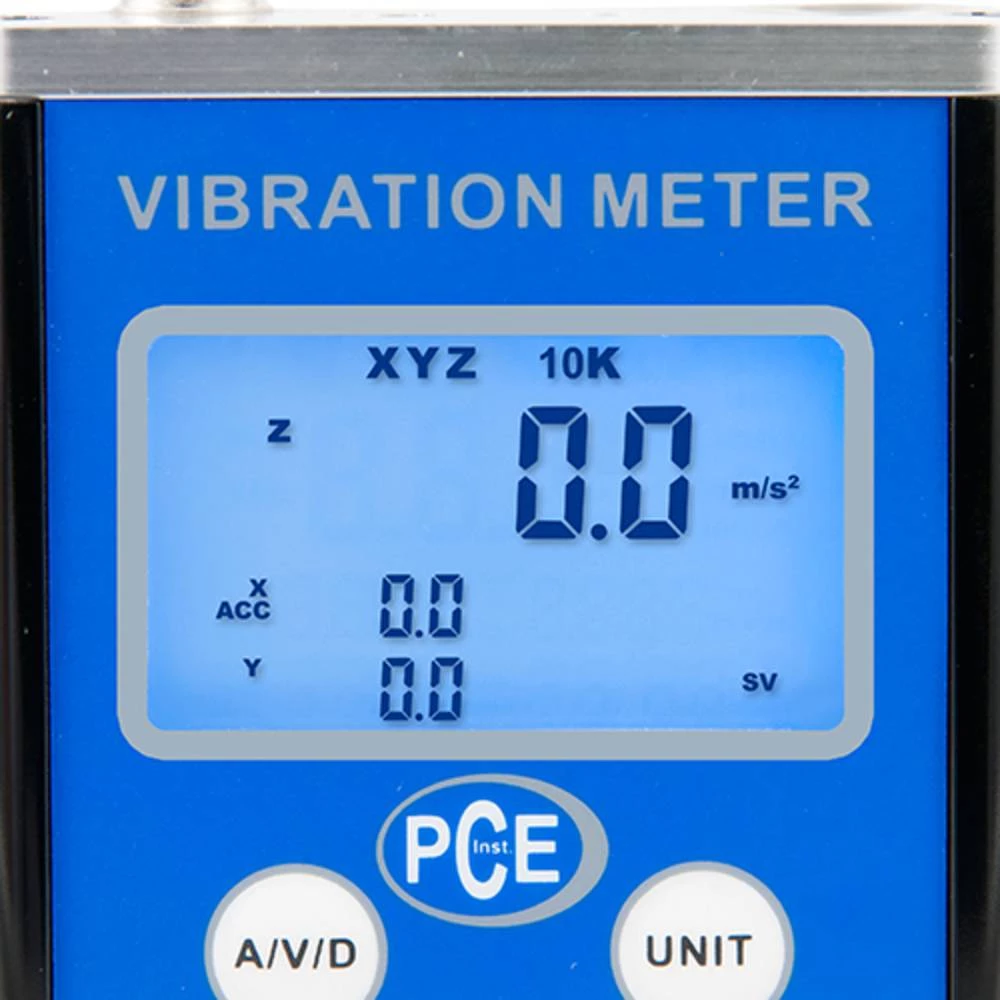 VIBRATION METER
XYZ 10K
Z 0.0 m/s²
X
ACC 0.0
Y 0.0 SV
PCE Inst.
A/V/D UNIT